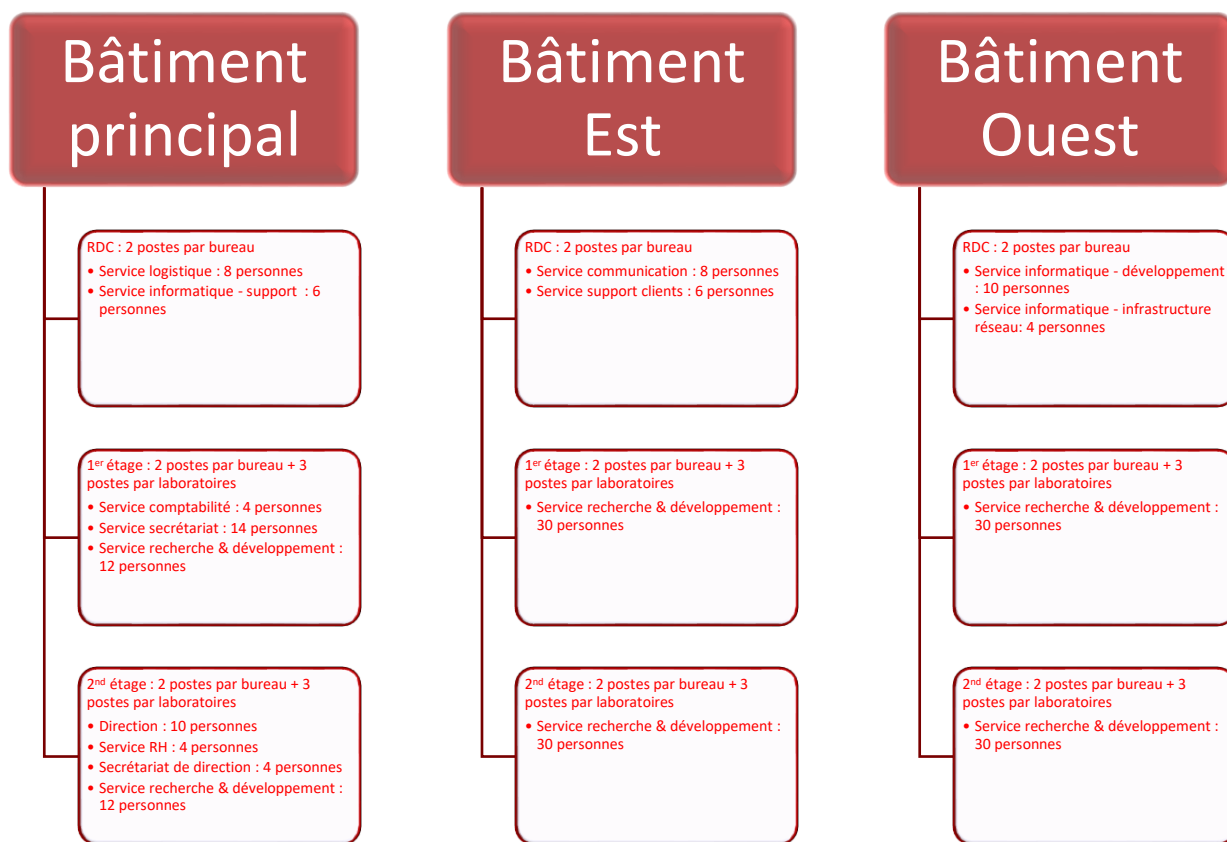 Bâtiment
principal
RDC : 2 postes par bureau
• Service logistique : 8 personnes
• Service informatique - support  : 6
personnes
1er étage : 2 postes par bureau + 3
postes par laboratoires
• Service comptabilité : 4 personnes
• Service secrétariat : 14 personnes
• Service recherche & développement :
12 personnes
2nd étage : 2 postes par bureau + 3
postes par laboratoires
• Direction : 10 personnes
• Service RH : 4 personnes
• Secrétariat de direction : 4 personnes
• Service recherche & développement :
12 personnes
Bâtiment
Est
RDC : 2 postes par bureau
• Service communication : 8 personnes
• Service support clients : 6 personnes
1er étage : 2 postes par bureau + 3
postes par laboratoires
• Service recherche & développement :
30 personnes
2nd étage : 2 postes par bureau + 3
postes par laboratoires
• Service recherche & développement :
30 personnes
Bâtiment
Ouest
RDC : 2 postes par bureau
• Service informatique - développement
: 10 personnes
• Service informatique - infrastructure
réseau: 4 personnes
1er étage : 2 postes par bureau + 3
postes par laboratoires
• Service recherche & développement :
30 personnes
2nd étage : 2 postes par bureau + 3
postes par laboratoires
• Service recherche & développement :
30 personnes